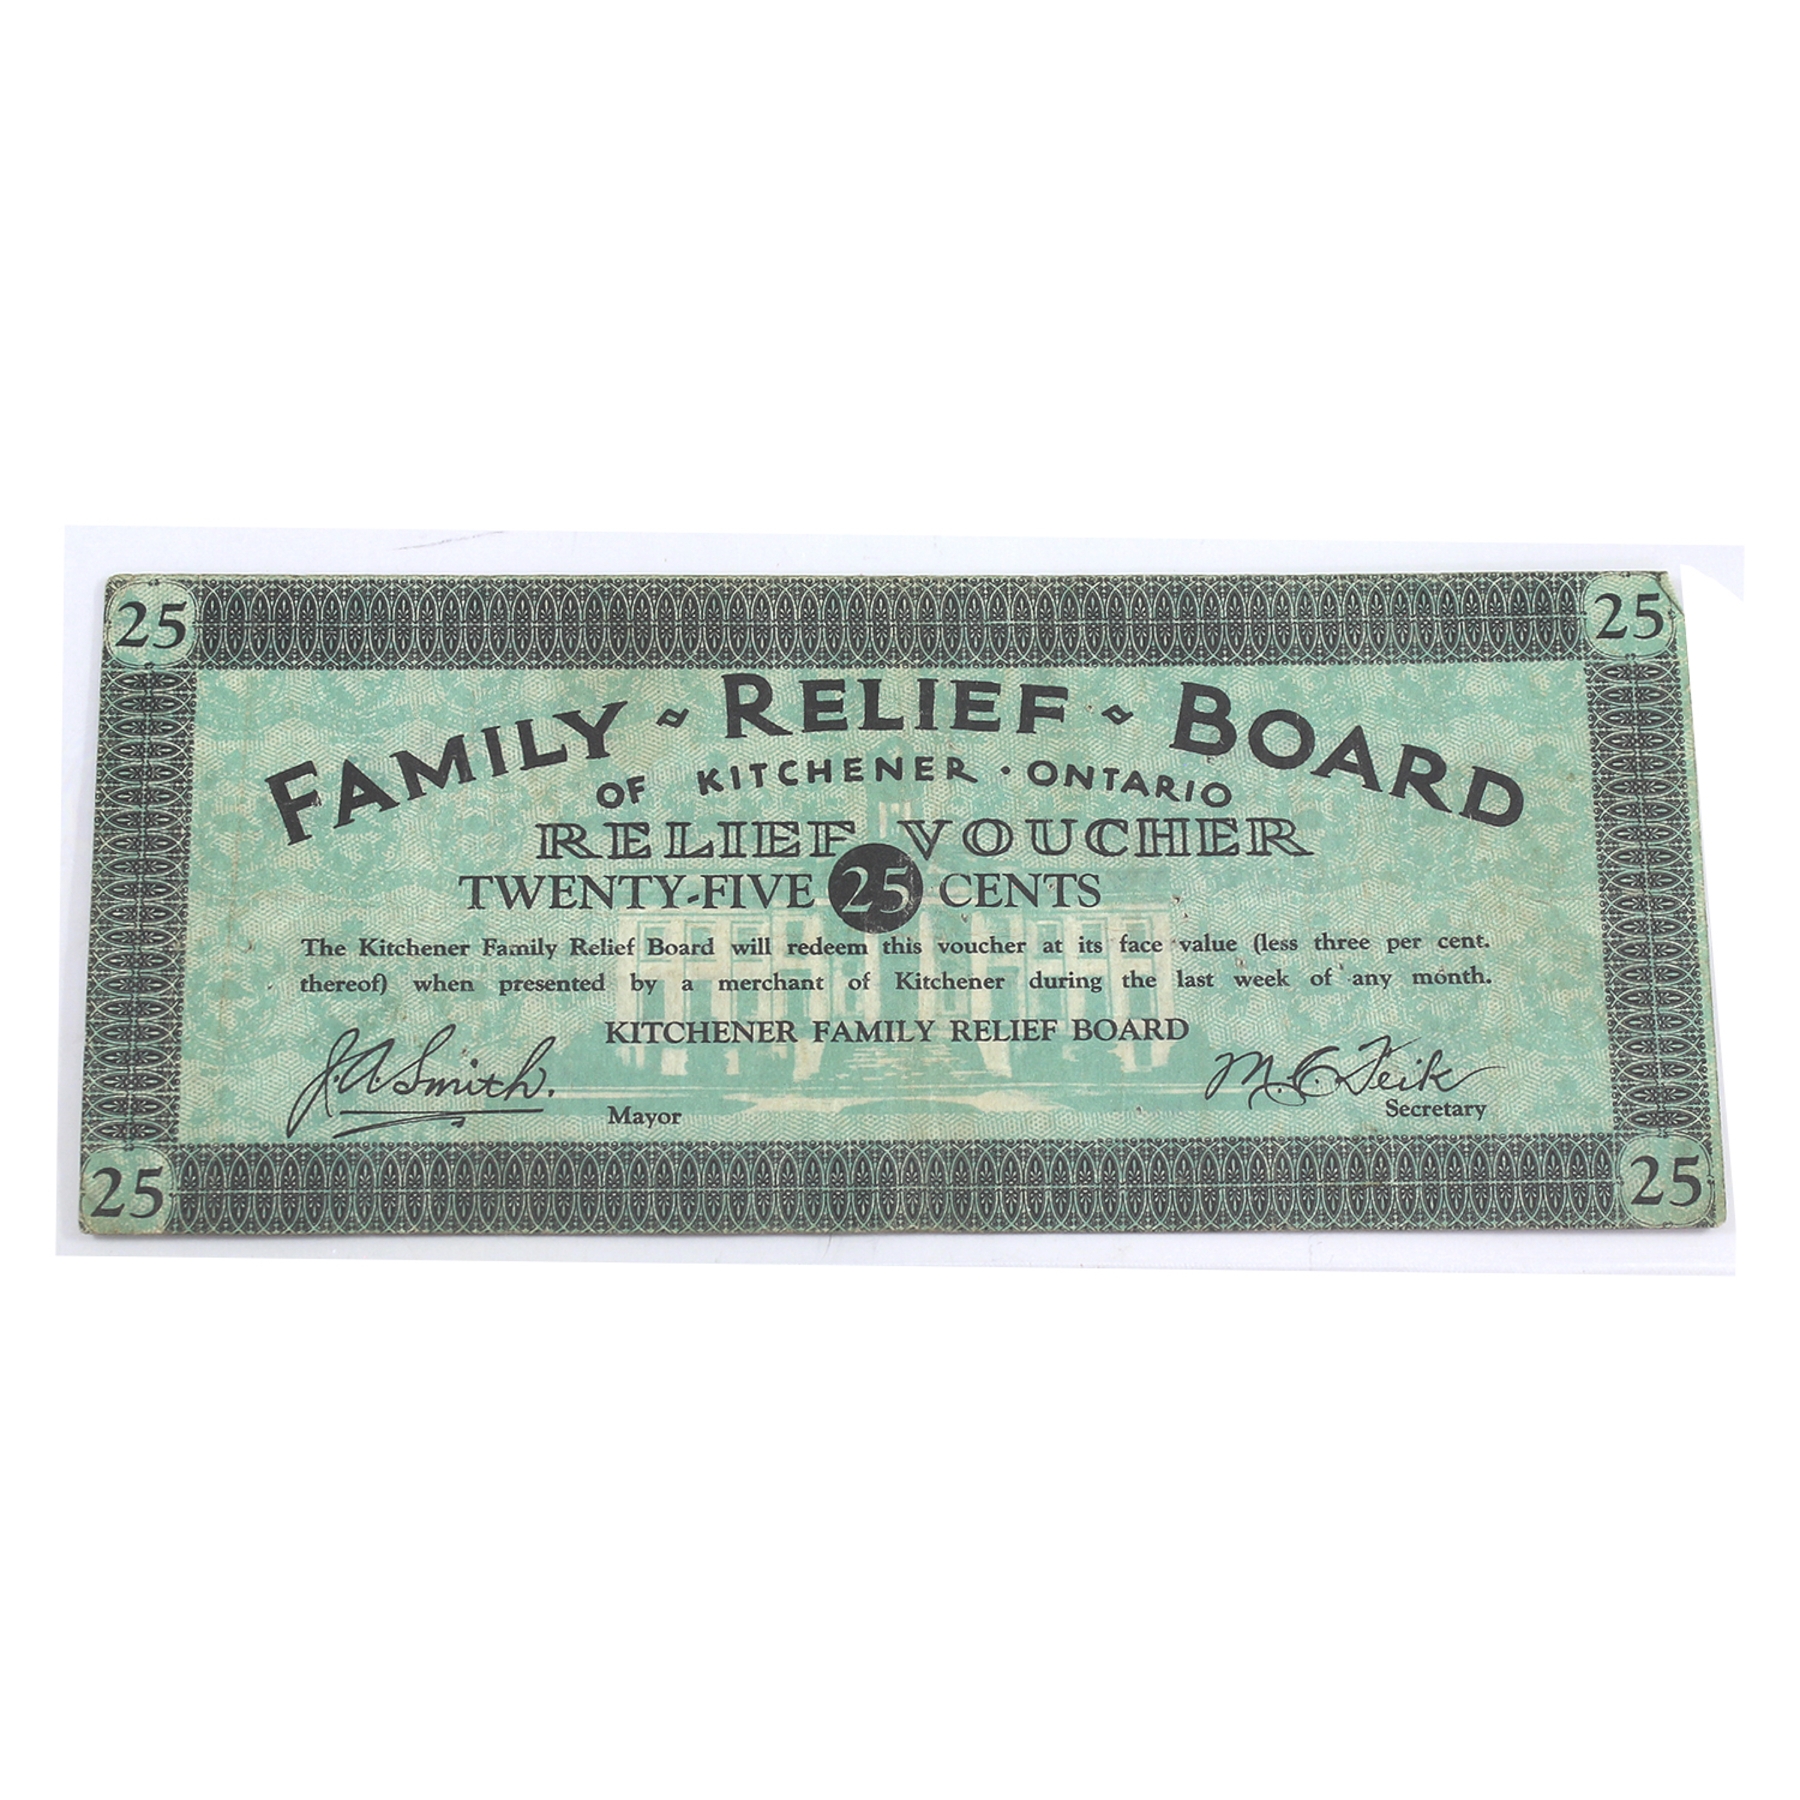 25 25
FAMILY ~ RELIEF ~ BOARD
OF KITCHENER · ONTARIO
RELIEF VOUCHER
TWENTY-FIVE 25 CENTS
The Kitchener Family Relief Board will redeem this voucher at its face value (less three per cent.
thereof) when presented by a merchant of Kitchener during the last week of any month.
KITCHENER FAMILY RELIEF BOARD
J. A. Smith. M. C.
Mayor Secretary
25 25